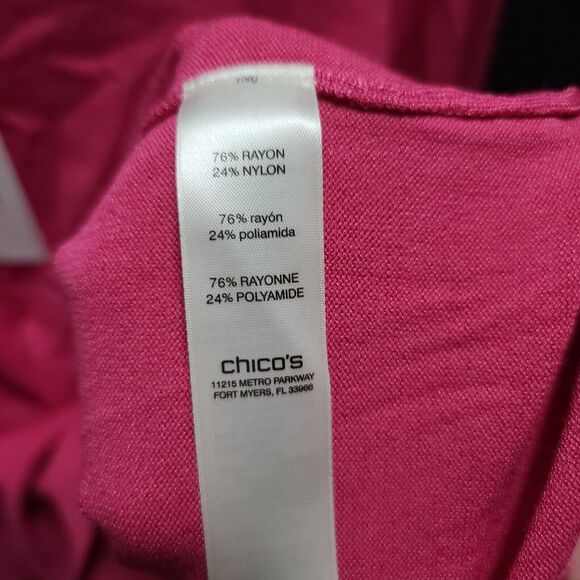 76% RAYON
24% NYLON
76% rayón
24% poliamida
76% RAYONNE
24% POLYAMIDE
chico's
11215 METRO PARKWAY
FORT MYERS, FL 33966